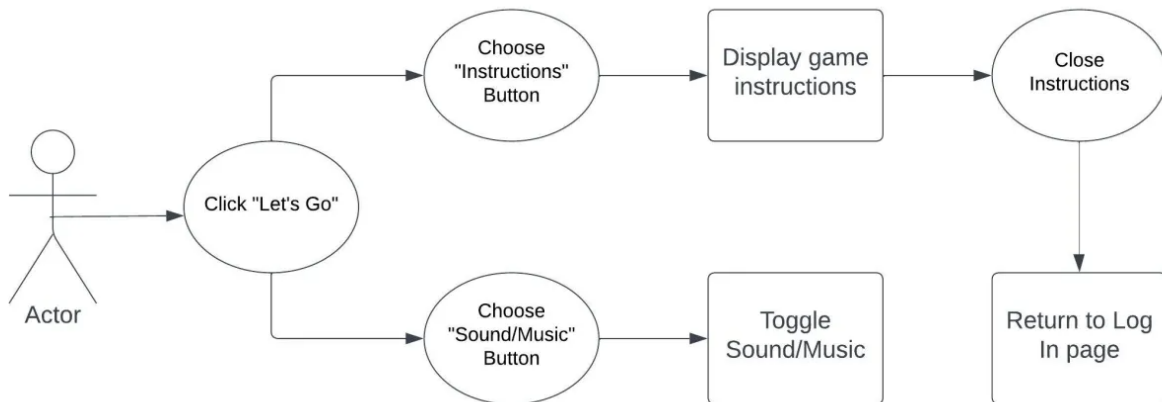 Choose
"Instructions"
Button
Display game
instructions
Close
Instructions
Click "Let's Go"
Actor
Choose
"Sound/Music"
Button
Toggle
Sound/Music
Return to Log
In page